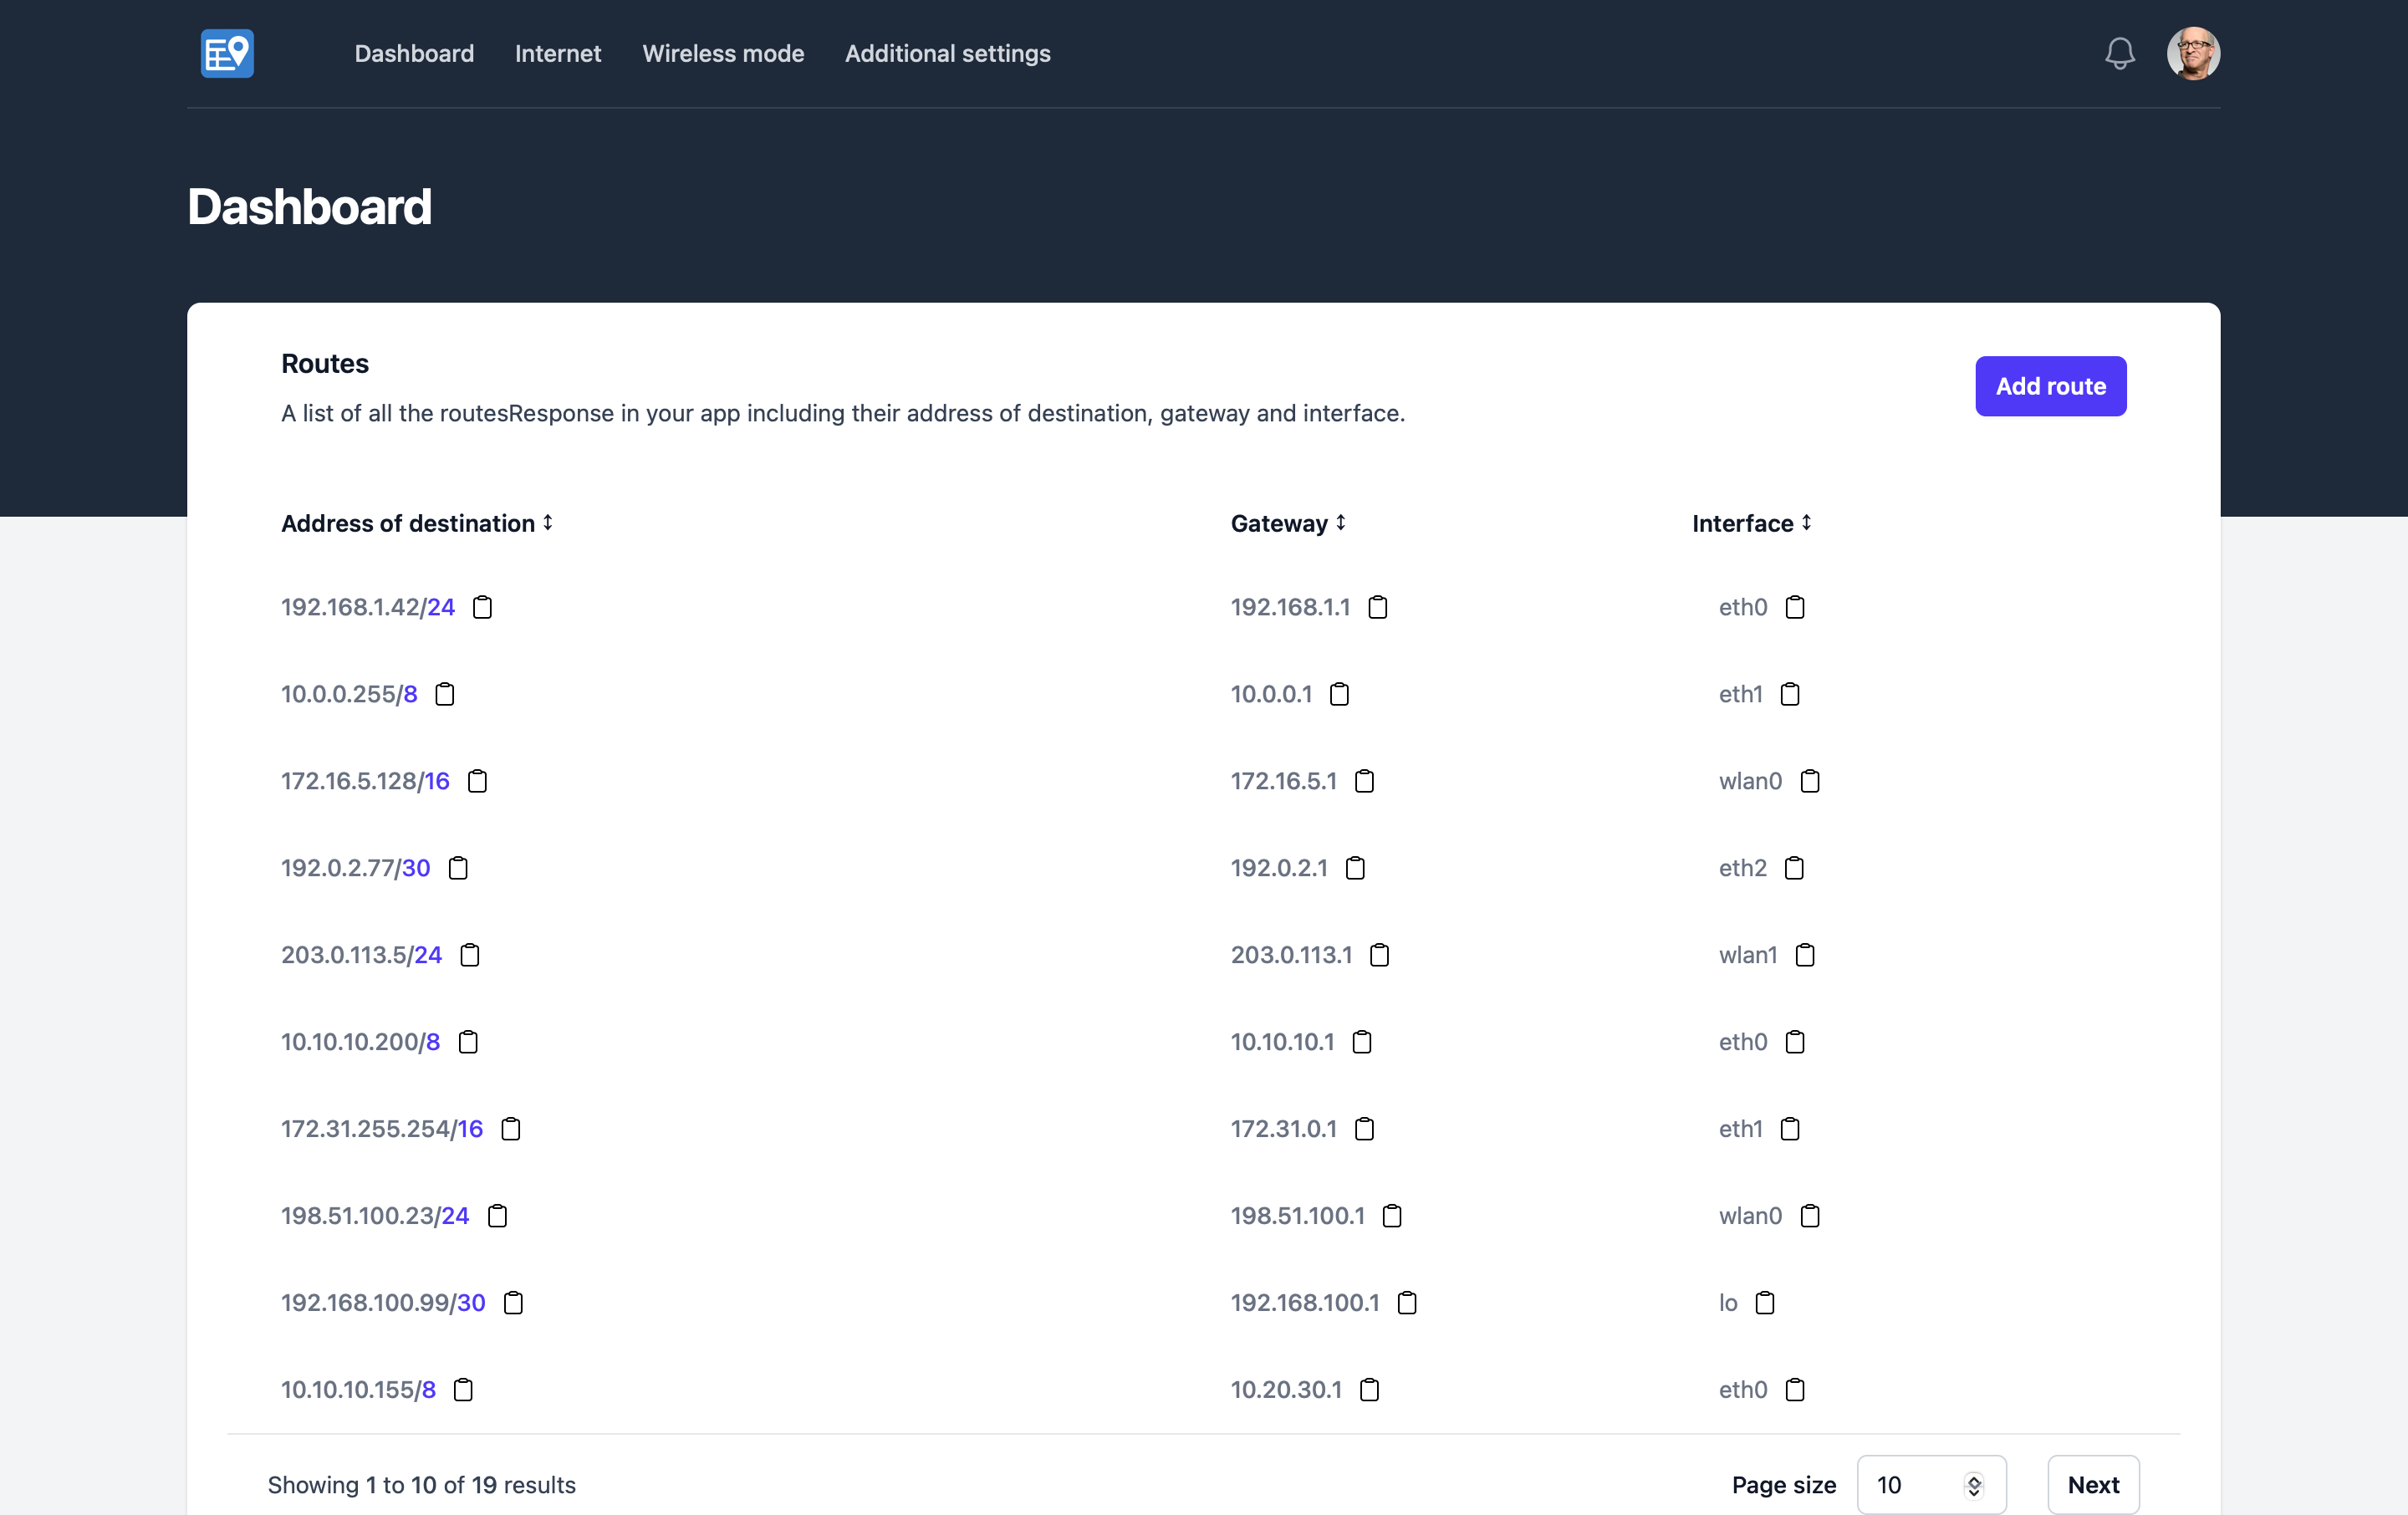 Dashboard Internet Wireless mode Additional settings
Dashboard
Routes
Add route
A list of all the routesResponse in your app including their address of destination, gateway and interface.
Address of destination Gateway Interface
192.168.1.42/24 192.168.1.1 eth0
10.0.0.255/8 10.0.0.1 eth1
172.16.5.128/16 172.16.5.1 wlan0
192.0.2.77/30 192.0.2.1 eth2
203.0.113.5/24 203.0.113.1 wlan1
10.10.10.200/8 10.10.10.1 eth0
172.31.255.254/16 172.31.0.1 eth1
198.51.100.23/24 198.51.100.1 wlan0
192.168.100.99/30 192.168.100.1 lo
10.10.10.155/8 10.20.30.1 eth0
Showing 1 to 10 of 19 results Page size 10 Next